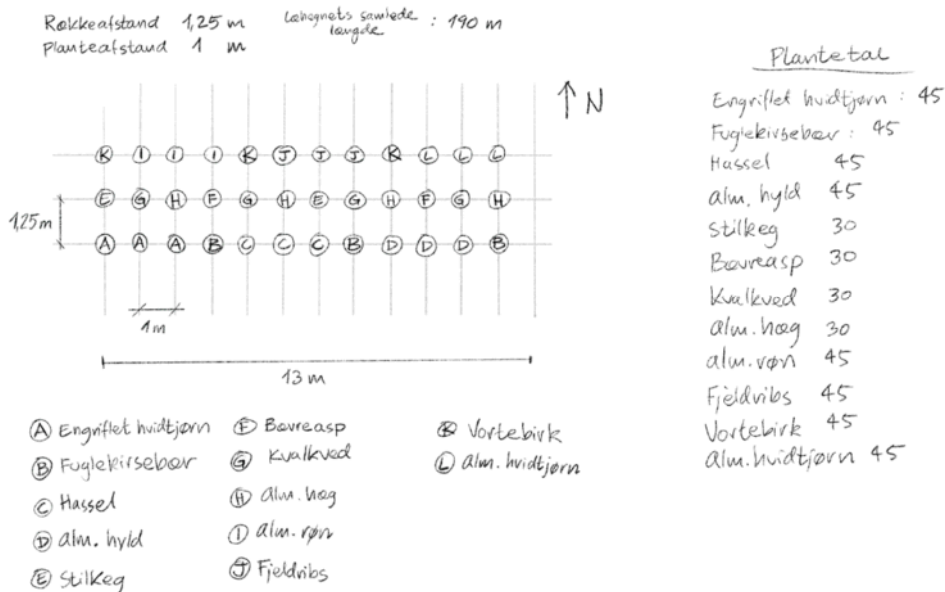 Rækkeafstand 1,25 m
Planteafstand 1 m
Læhegnets samlede længde : 190 m
↑ N
K I I I K J J J K L L L
E G H F G H E G H F G H
A A A B C C C B D D D B
1,25 m
1 m
13 m
A Engriflet hvidtjørn
B Fuglekirsebær
C Hassel
D alm. hyld
E Stilkeg
F Bævreasp
G Kvalkved
H alm. hæg
I alm. røn
J Fjeldribs
K Vortebirk
L alm. hvidtjørn
Plantetal
Engriflet hvidtjørn : 45
Fuglekirsebær : 45
Hassel 45
alm. hyld 45
Stilkeg 30
Bævreasp 30
Kvalkved 30
alm. hæg 30
alm. røn 45
Fjeldribs 45
Vortebirk 45
alm. hvidtjørn 45